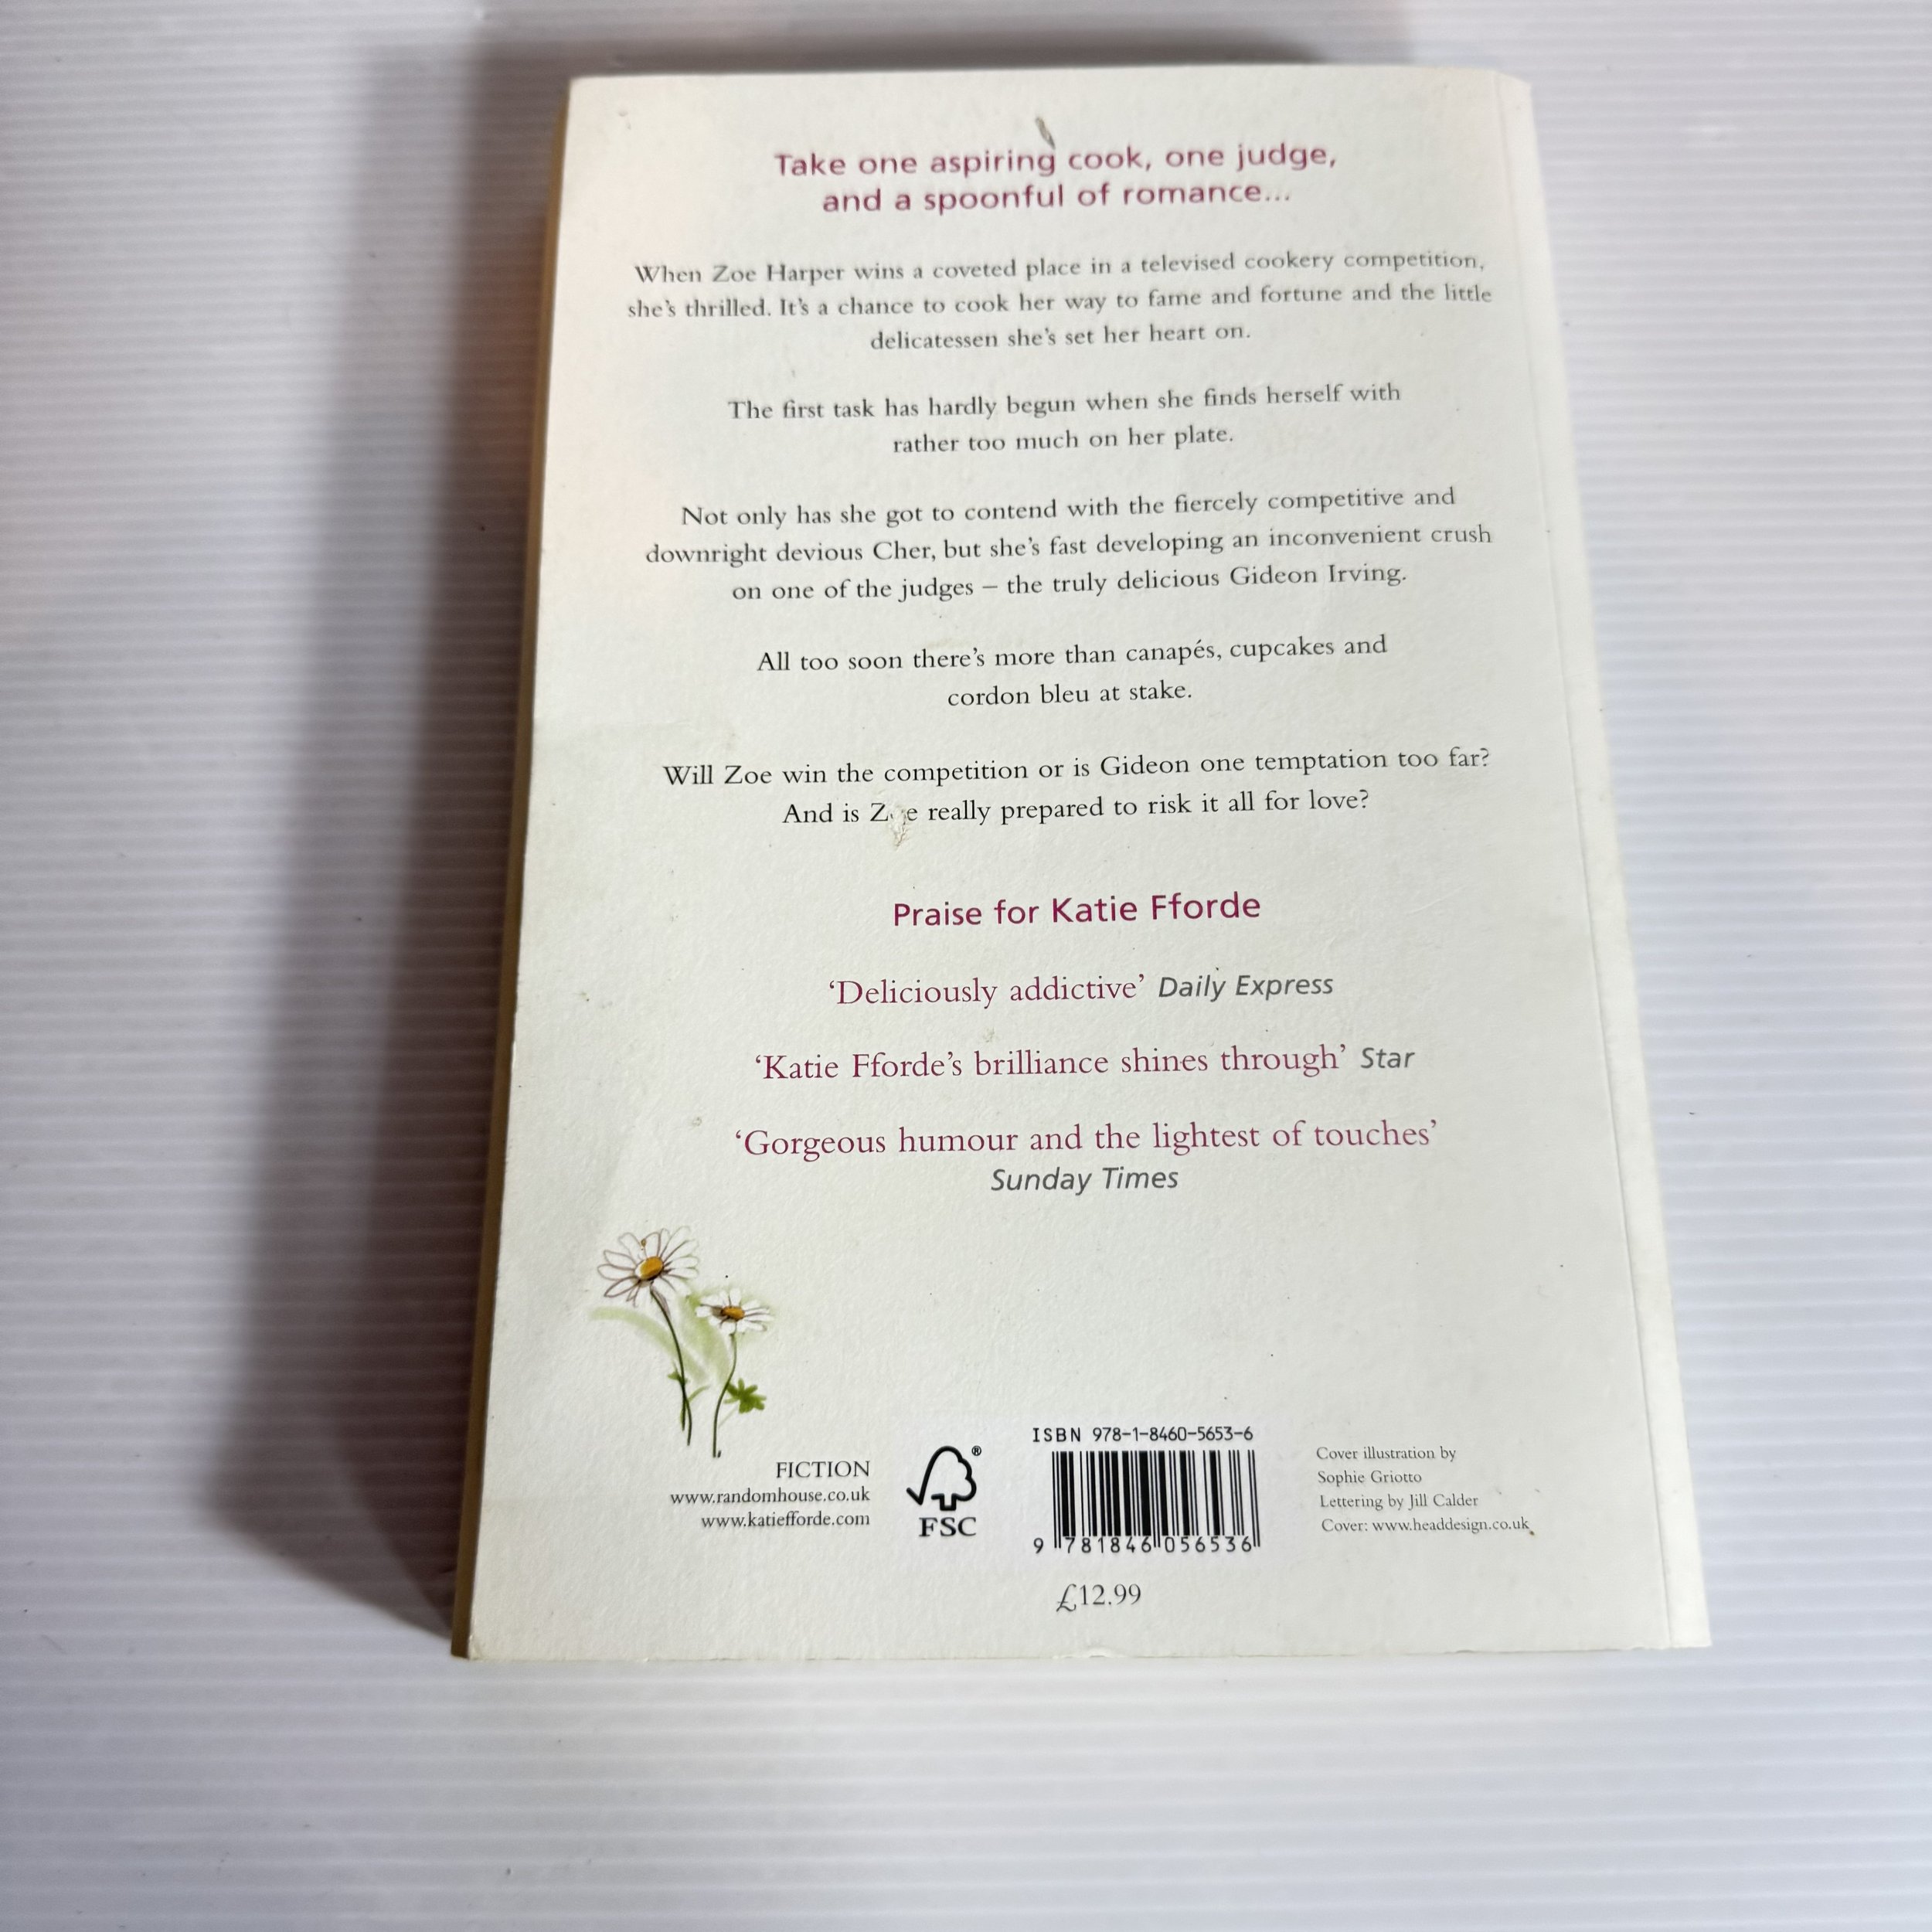 Take one aspiring cook, one judge,
and a spoonful of romance...
When Zoe Harper wins a coveted place in a televised cookery competition,
she's thrilled. It's a chance to cook her way to fame and fortune and the little
delicatessen she's set her heart on.
The first task has hardly begun when she finds herself with
rather too much on her plate.
Not only has she got to contend with the fiercely competitive and
downright devious Cher, but she's fast developing an inconvenient crush
on one of the judges – the truly delicious Gideon Irving.
All too soon there's more than canapés, cupcakes and
cordon bleu at stake.
Will Zoe win the competition or is Gideon one temptation too far?
And is Zoe really prepared to risk it all for love?
Praise for Katie Fforde
‘Deliciously addictive’ Daily Express
‘Katie Fforde's brilliance shines through’ Star
‘Gorgeous humour and the lightest of touches’
Sunday Times
FICTION
www.randomhouse.co.uk
www.katiefforde.com
®
FSC
ISBN 978-1-8460-5653-6
9 781846 056536
£12.99
Cover illustration by
Sophie Griotto
Lettering by Jill Calder
Cover: www.headdesign.co.uk